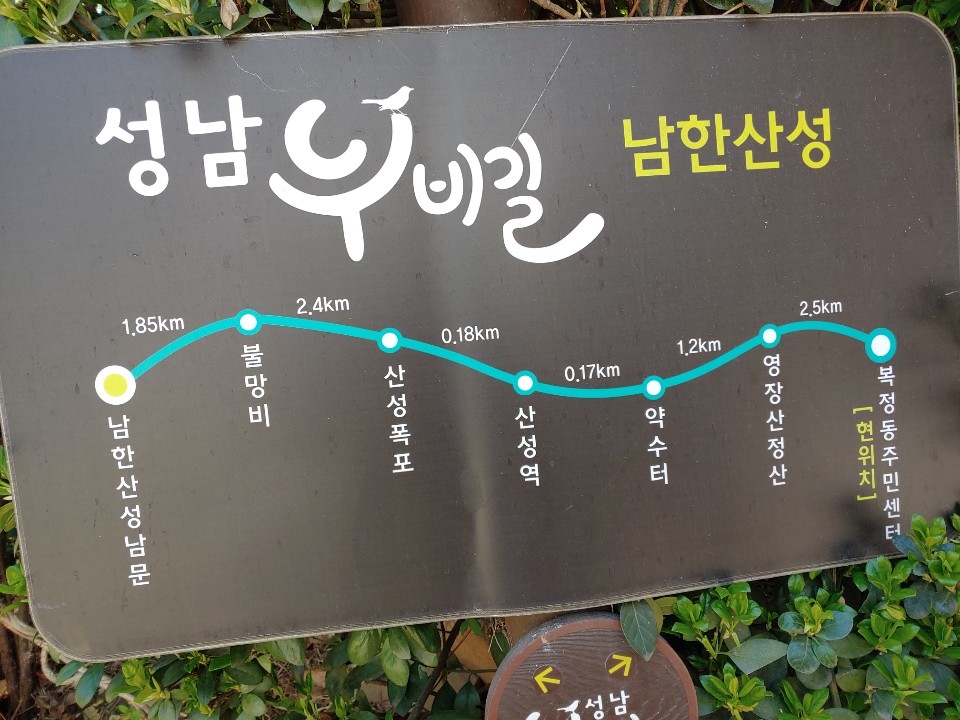 성남 누비길 남한산성
1.85km
2.4km
0.18km
0.17km
1.2km
2.5km
남한산성남문
불망비
산성폭포
산성역
약수터
영장산정산
복정동주민센터
[현위치]
성남